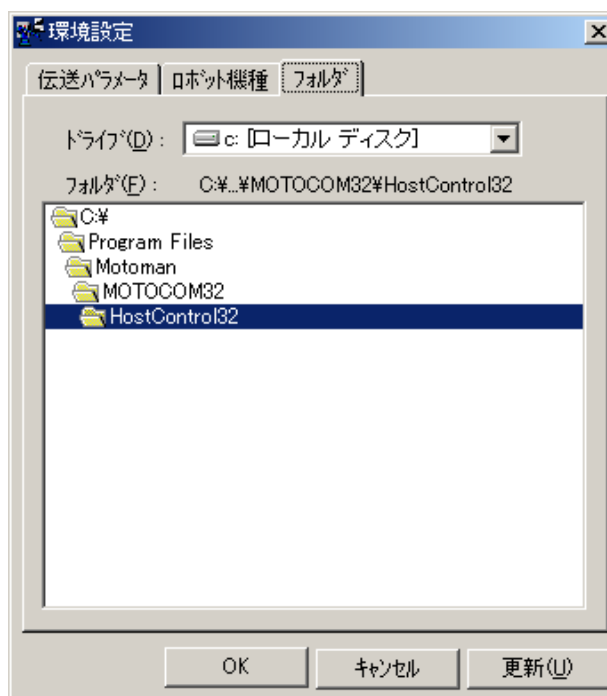 環境設定
伝送ﾊﾟﾗﾒｰﾀ ﾛﾎﾞｯﾄ機種 ﾌｫﾙﾀﾞ
ﾄﾞﾗｲﾌﾞ(D) : c: [ローカル ディスク]
ﾌｫﾙﾀﾞ(F) : C:¥...¥MOTOCOM32¥HostControl32
C:¥
Program Files
Motoman
MOTOCOM32
HostControl32
OK ｷｬﾝｾﾙ 更新(U)